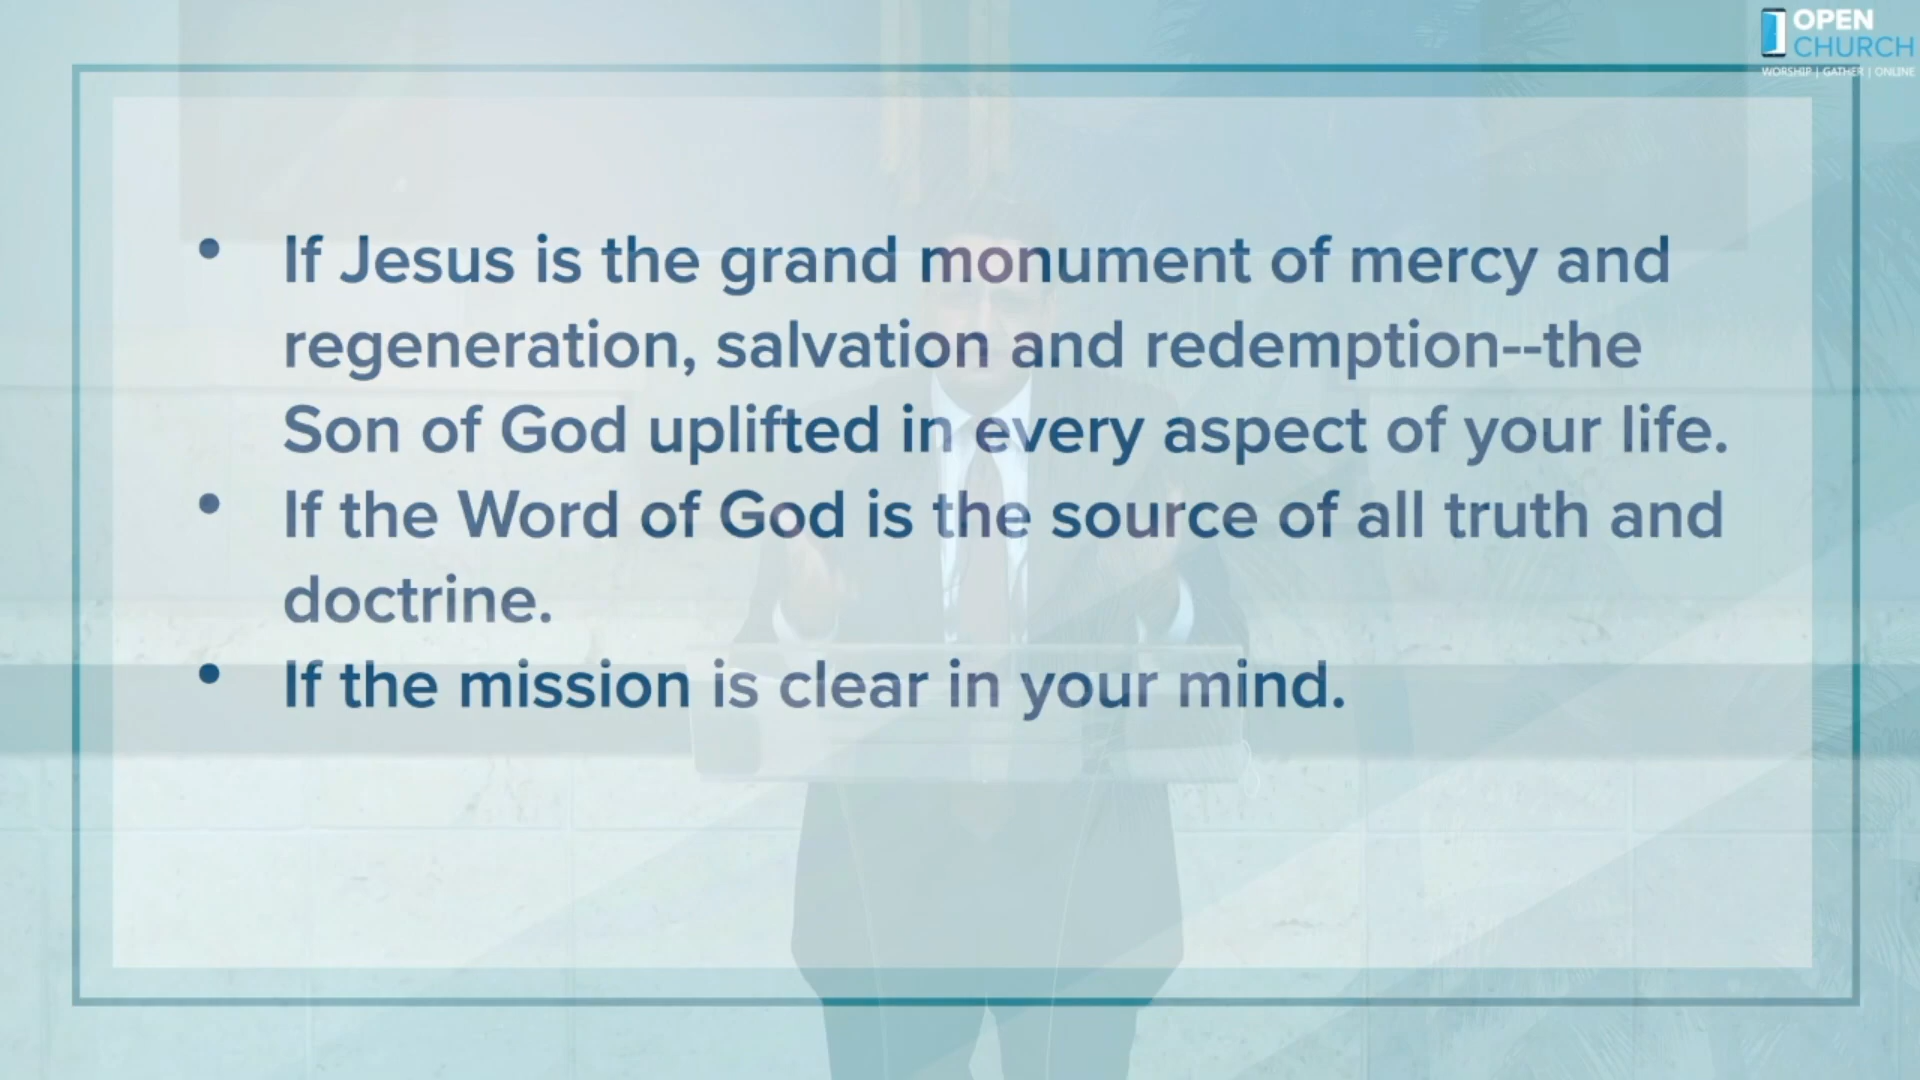 OPEN
CHURCH
WORSHIP | GATHER | ONLINE
• If Jesus is the grand monument of mercy and
regeneration, salvation and redemption--the
Son of God uplifted in every aspect of your life.
• If the Word of God is the source of all truth and
doctrine.
• If the mission is clear in your mind.